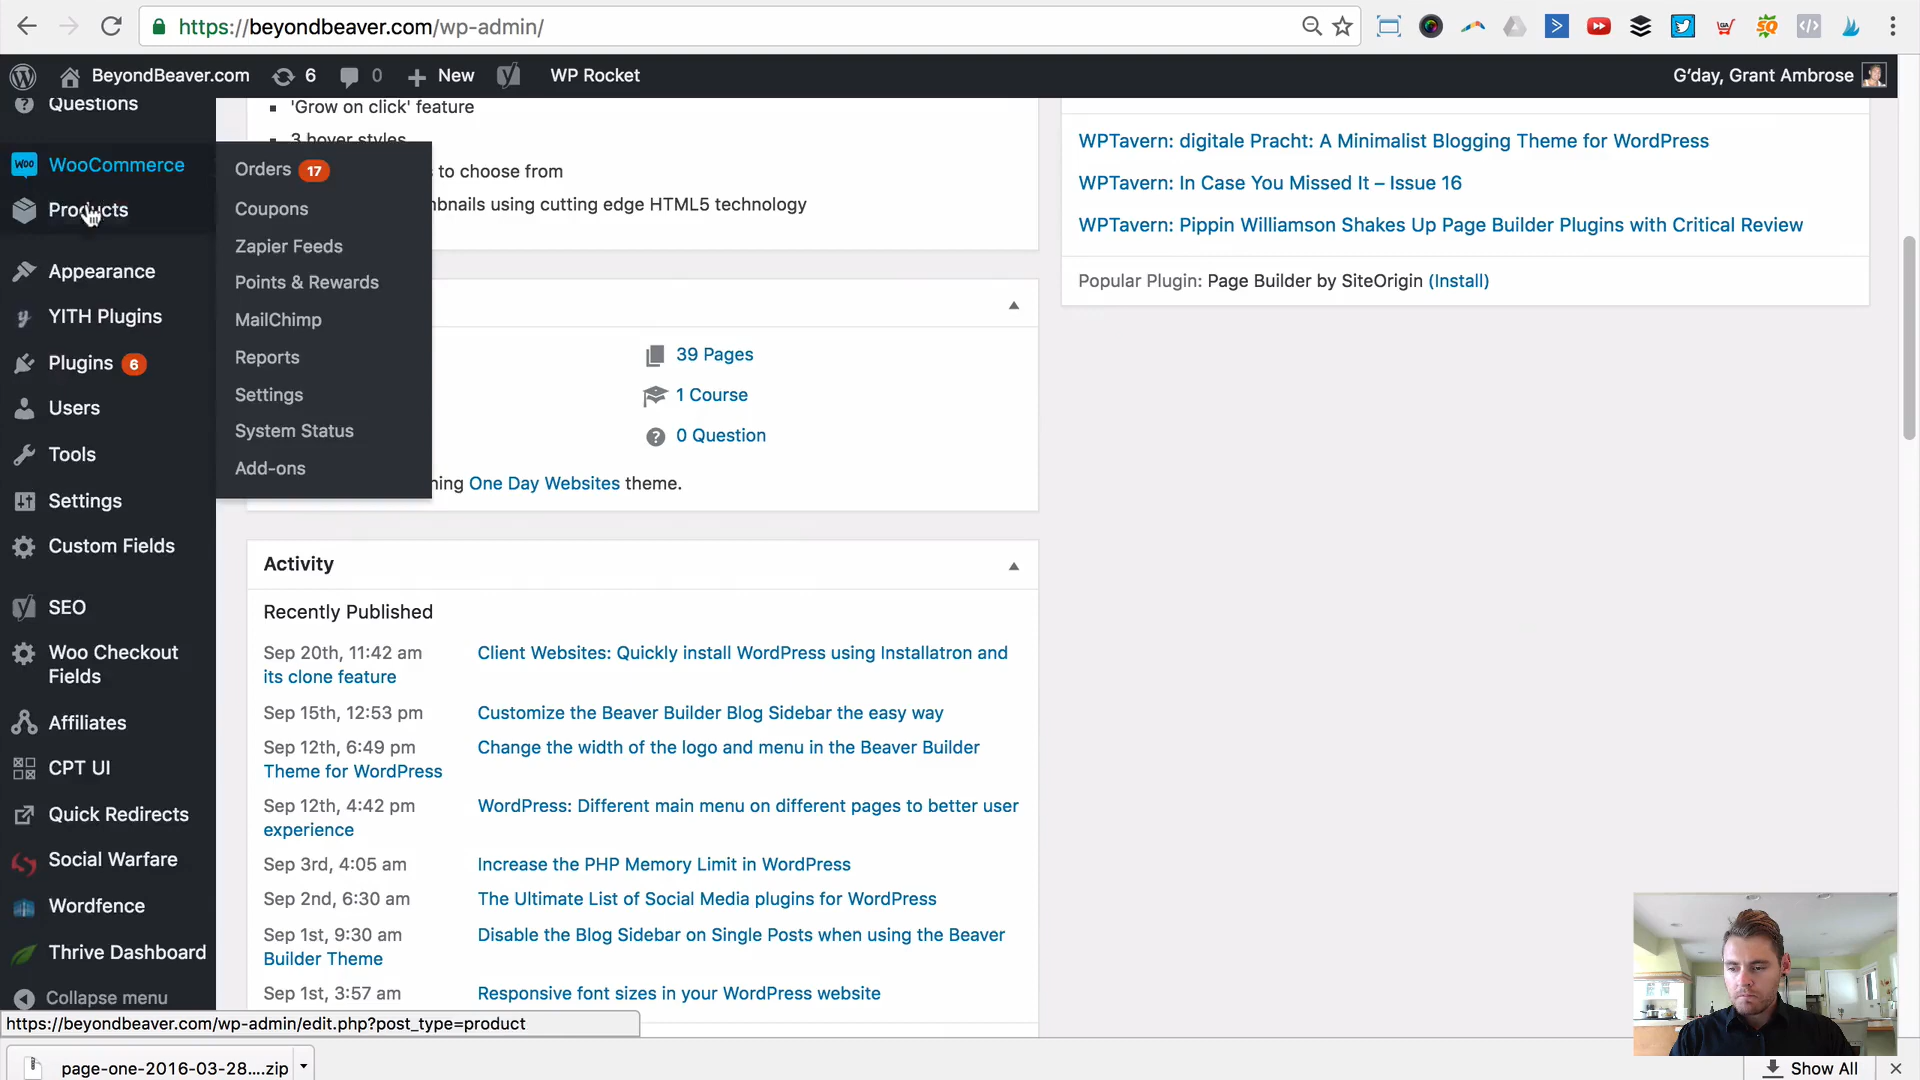 https://beyondbeaver.com/wp-admin/
BeyondBeaver.com 6 0 New WP Rocket G'day, Grant Ambrose
Questions
WooCommerce
Products
Appearance
YITH Plugins
Plugins 6
Users
Tools
Settings
Custom Fields
SEO
Woo Checkout
Fields
Affiliates
CPT UI
Quick Redirects
Social Warfare
Wordfence
Thrive Dashboard
Collapse menu
Orders 17
Coupons
Zapier Feeds
Points & Rewards
MailChimp
Reports
Settings
System Status
Add-ons
'Grow on click' feature
3 hover styles
to choose from
mbnails using cutting edge HTML5 technology
39 Pages
1 Course
0 Question
ning One Day Websites theme.
Activity
Recently Published
Sep 20th, 11:42 am Client Websites: Quickly install WordPress using Installatron and
its clone feature
Sep 15th, 12:53 pm Customize the Beaver Builder Blog Sidebar the easy way
Sep 12th, 6:49 pm Change the width of the logo and menu in the Beaver Builder
Theme for WordPress
Sep 12th, 4:42 pm WordPress: Different main menu on different pages to better user
experience
Sep 3rd, 4:05 am Increase the PHP Memory Limit in WordPress
Sep 2nd, 6:30 am The Ultimate List of Social Media plugins for WordPress
Sep 1st, 9:30 am Disable the Blog Sidebar on Single Posts when using the Beaver
Builder Theme
Sep 1st, 3:57 am Responsive font sizes in your WordPress website
WPTavern: digitale Pracht: A Minimalist Blogging Theme for WordPress
WPTavern: In Case You Missed It – Issue 16
WPTavern: Pippin Williamson Shakes Up Page Builder Plugins with Critical Review
Popular Plugin: Page Builder by SiteOrigin (Install)
https://beyondbeaver.com/wp-admin/edit.php?post_type=product
page-one-2016-03-28....zip
Show All